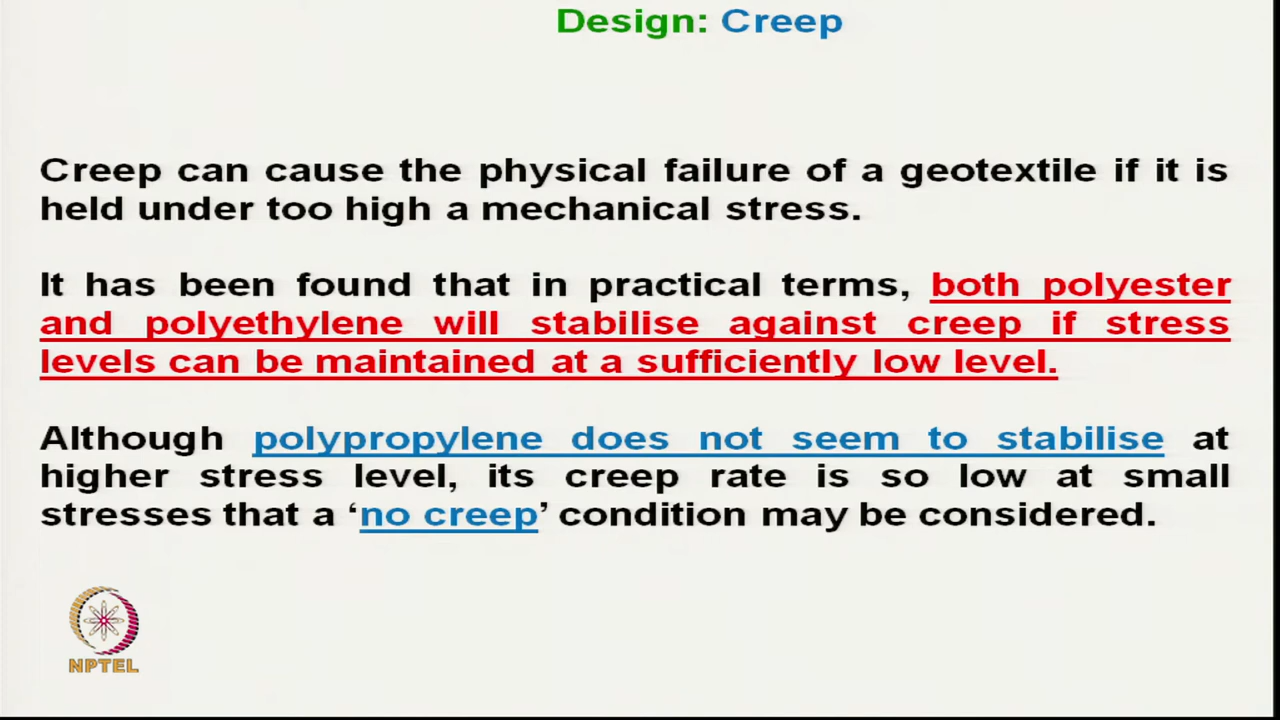 Design: Creep
Creep can cause the physical failure of a geotextile if it is
held under too high a mechanical stress.
It has been found that in practical terms, both polyester
and polyethylene will stabilise against creep if stress
levels can be maintained at a sufficiently low level.
Although polypropylene does not seem to stabilise at
higher stress level, its creep rate is so low at small
stresses that a ‘no creep’ condition may be considered.
NPTEL